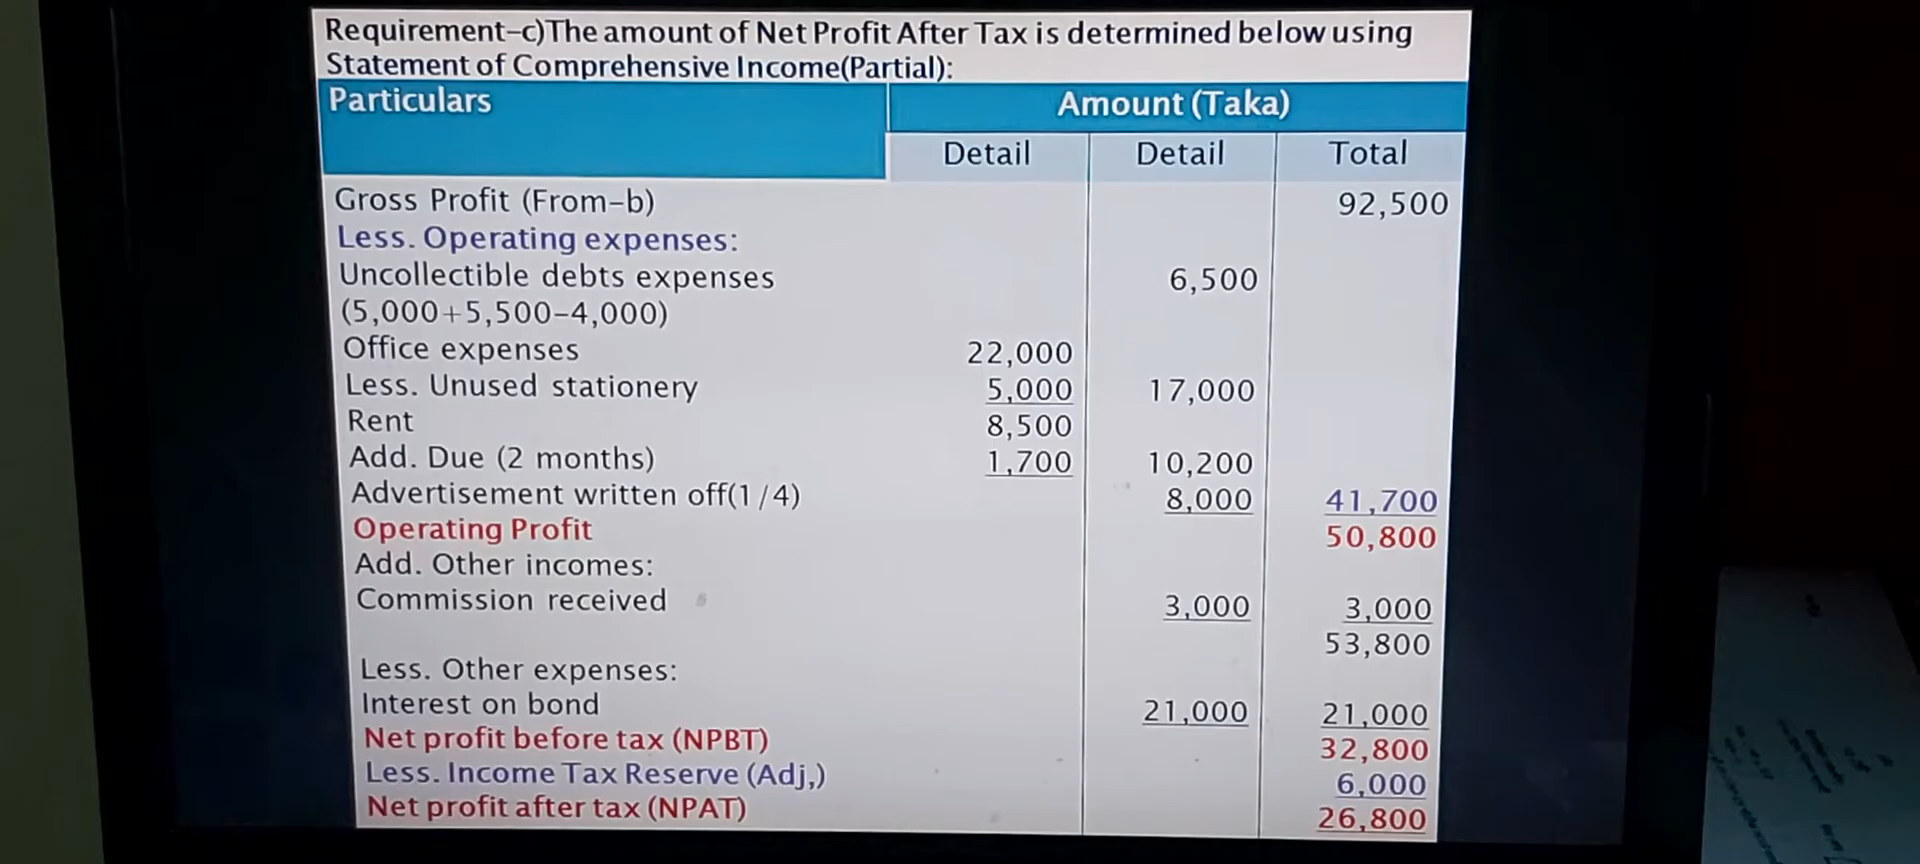 Requirement-c)The amount of Net Profit After Tax is determined below using
Statement of Comprehensive Income(Partial):
Particulars Amount (Taka)
Detail Detail Total
Gross Profit (From-b) 92,500
Less. Operating expenses:
Uncollectible debts expenses 6,500
(5,000+5,500-4,000)
Office expenses 22,000
Less. Unused stationery 5,000 17,000
Rent 8,500
Add. Due (2 months) 1,700 10,200
Advertisement written off(1/4) 8,000 41,700
Operating Profit 50,800
Add. Other incomes:
Commission received 3,000 3,000
53,800
Less. Other expenses:
Interest on bond 21,000 21,000
Net profit before tax (NPBT) 32,800
Less. Income Tax Reserve (Adj,) 6,000
Net profit after tax (NPAT) 26,800